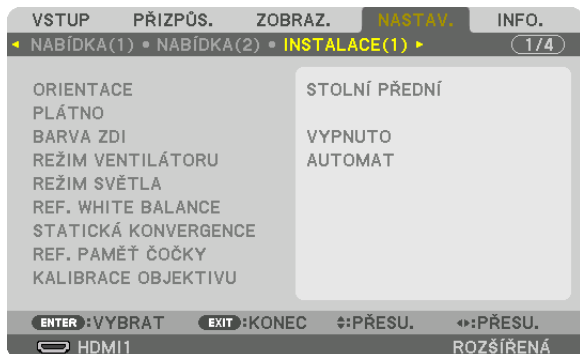 VSTUP PŘIZPŮS. ZOBRAZ. NASTAV. INFO.
◂ NABÍDKA(1) • NABÍDKA(2) • INSTALACE(1) ▸ 1/4
ORIENTACE STOLNÍ PŘEDNÍ
PLÁTNO
BARVA ZDI VYPNUTO
REŽIM VENTILÁTORU AUTOMAT
REŽIM SVĚTLA
REF. WHITE BALANCE
STATICKÁ KONVERGENCE
REF. PAMĚŤ ČOČKY
KALIBRACE OBJEKTIVU
ENTER :VYBRAT EXIT :KONEC :PŘESU. :PŘESU.
HDMI1 ROZŠÍŘENÁ